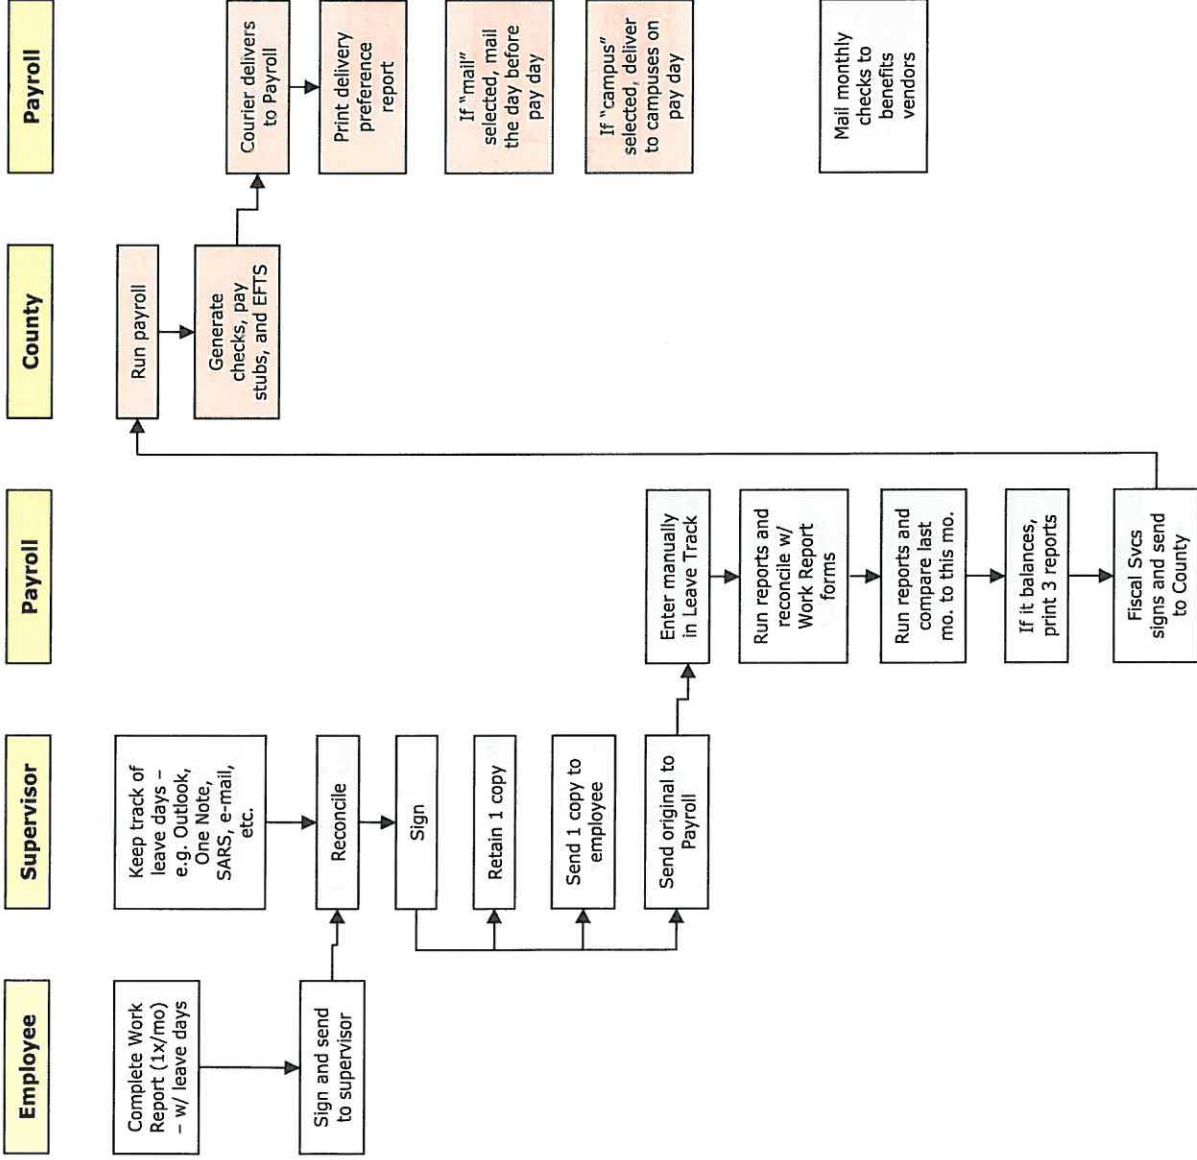 Employee
Complete Work
Report (1x/mo)
– w/ leave days
Sign and send
to supervisor
Supervisor
Keep track of
leave days –
e.g. Outlook,
One Note,
SARS, e-mail,
etc.
Reconcile
Sign
Retain 1 copy
Send 1 copy to
employee
Send original to
Payroll
Payroll
Enter manually
in Leave Track
Run reports and
reconcile w/
Work Report
forms
Run reports and
compare last
mo. to this mo.
If it balances,
print 3 reports
Fiscal Svcs
signs and send
to County
County
Run payroll
Generate
checks, pay
stubs, and EFTS
Payroll
Courier delivers
to Payroll
Print delivery
preference
report
If “mail”
selected, mail
the day before
pay day
If “campus”
selected, deliver
to campuses on
pay day
Mail monthly
checks to
benefits
vendors